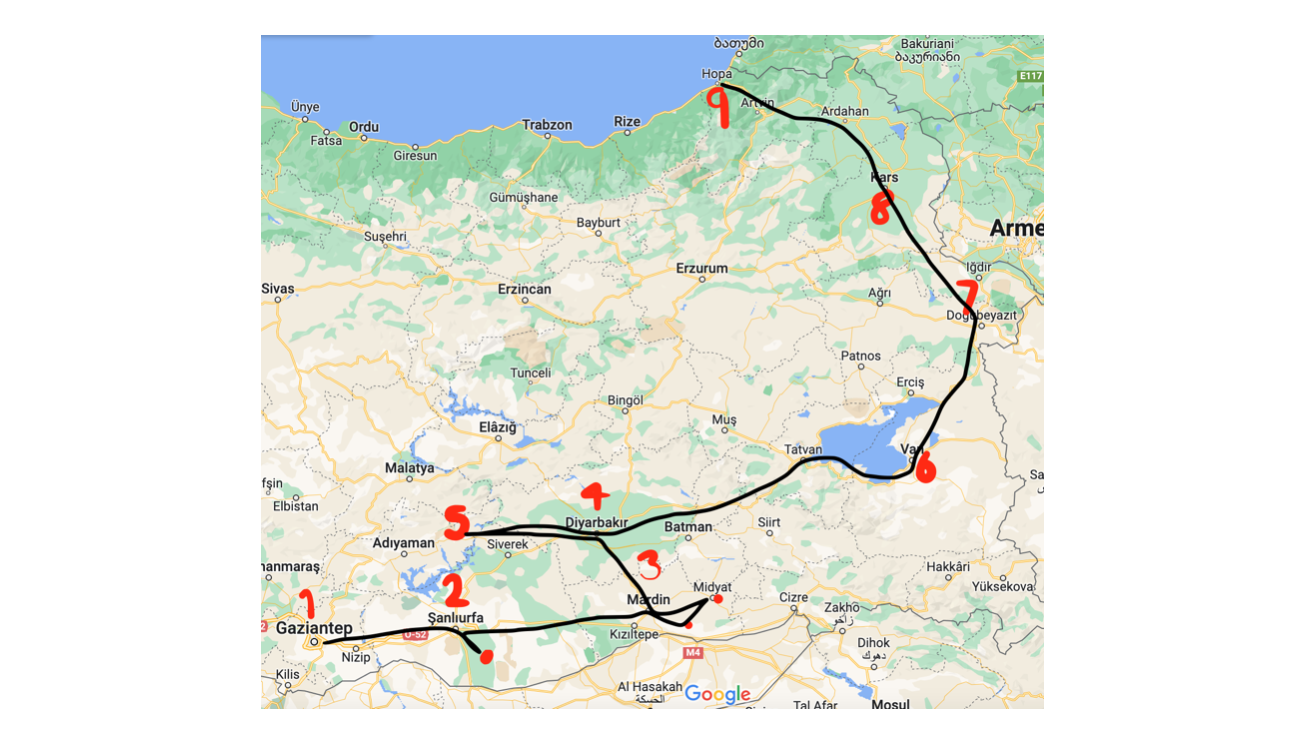 ბათუმი
Bakuriani
ბაკურიანი
Hopa
E117
9
Artvin
Ünye
Ardahan
Fatsa
Ordu
Trabzon
Rize
Giresun
Kars
Gümüşhane
8
Bayburt
Suşehri
Arme
Iğdır
Erzurum
Sivas
Erzincan
Ağrı
7
Doğubeyazıt
Patnos
Tunceli
Erciş
Bingöl
Muş
Elâzığ
Tatvan
Van
Malatya
6
fşin
Elbistan
4
5
Diyarbakır
Batman
Siirt
Adıyaman
Siverek
3
hanmaraş
Hakkâri
Yüksekova
2
Midyat
1
Mardin
Cizre
Zakho
زاخو
Şanlıurfa
Gaziantep
O-52
Kızıltepe
Nizip
Dihok
دهوك
M4
Kilis
Al Hasakah
الحسكة
Google
Tal Afar
Mosul